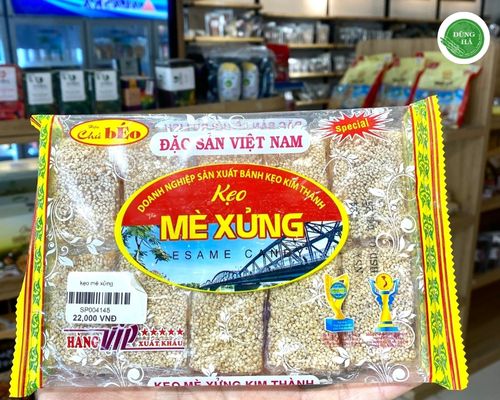 DŨNG
HÀ
Chú béo
ĐẶC SẢN VIỆT NAM
Special
DOANH NGHIỆP SẢN XUẤT BÁNH KẸO KIM THÀNH
Kẹo
MÈ XỬNG
SESAME CANDY
kẹo mè xửng
SP004145
22,000 VNĐ
HÀNG VIP XUẤT KHẨU
KẸO MÈ XỬNG KIM THÀNH